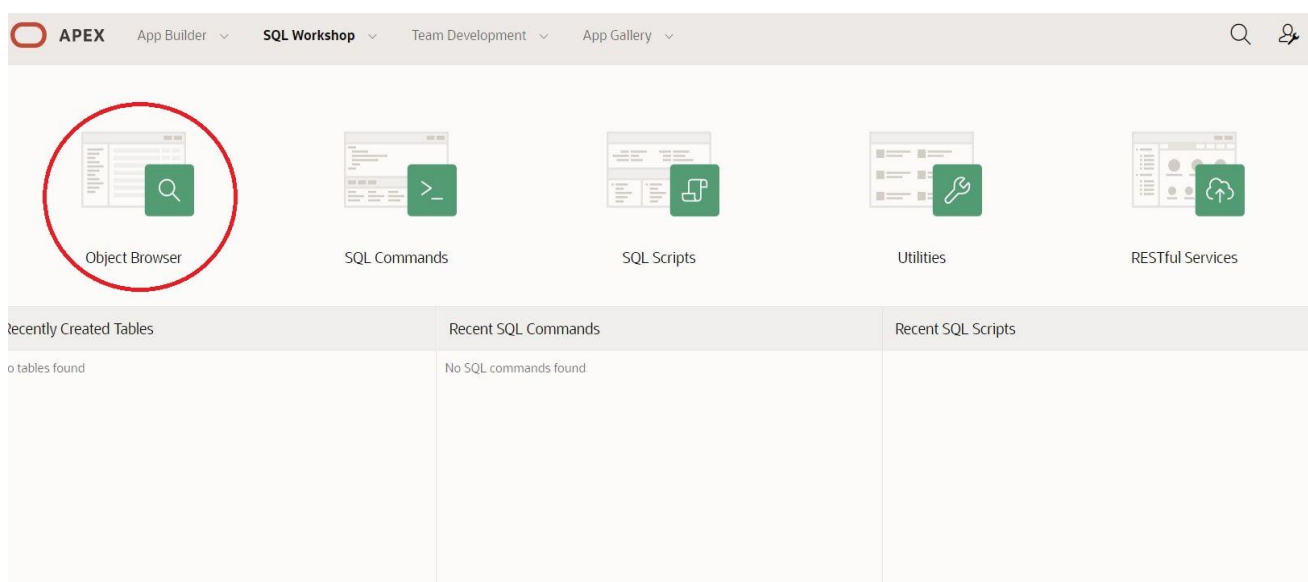 APEX App Builder SQL Workshop Team Development App Gallery
>_
Object Browser SQL Commands SQL Scripts Utilities RESTful Services
Recently Created Tables Recent SQL Commands Recent SQL Scripts
o tables found No SQL commands found